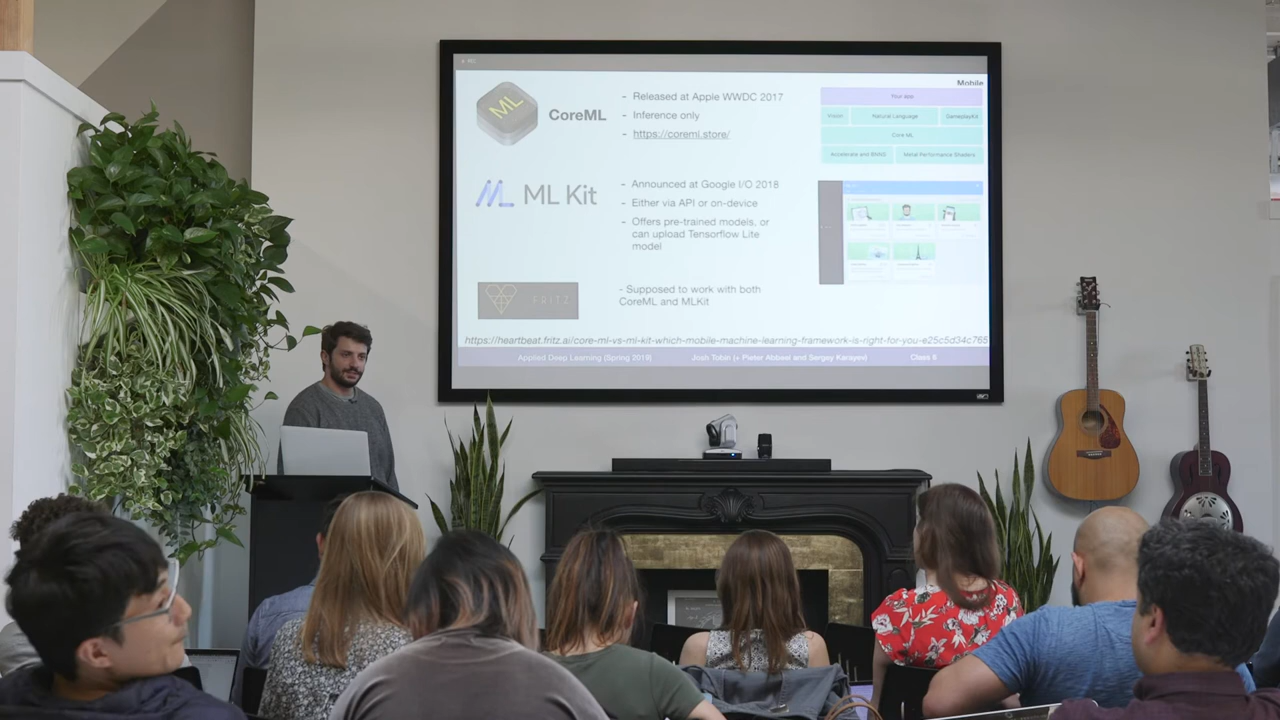 Mobile
ML
CoreML
- Released at Apple WWDC 2017
- Inference only
- https://coreml.store/
Your app
Vision
Natural Language
GameplayKit
Core ML
Accelerate and BNNS
Metal Performance Shaders
ML Kit
- Announced at Google I/O 2018
- Either via API or on-device
- Offers pre-trained models, or
can upload Tensorflow Lite
model
FRITZ
- Supposed to work with both
CoreML and MLKit
https://heartbeat.fritz.ai/core-ml-vs-ml-kit-which-mobile-machine-learning-framework-is-right-for-you-e25c5d34c765
Applied Deep Learning (Spring 2019)
Josh Tobin (+ Pieter Abbeel and Sergey Karayev)
Class 6
YAMAHA